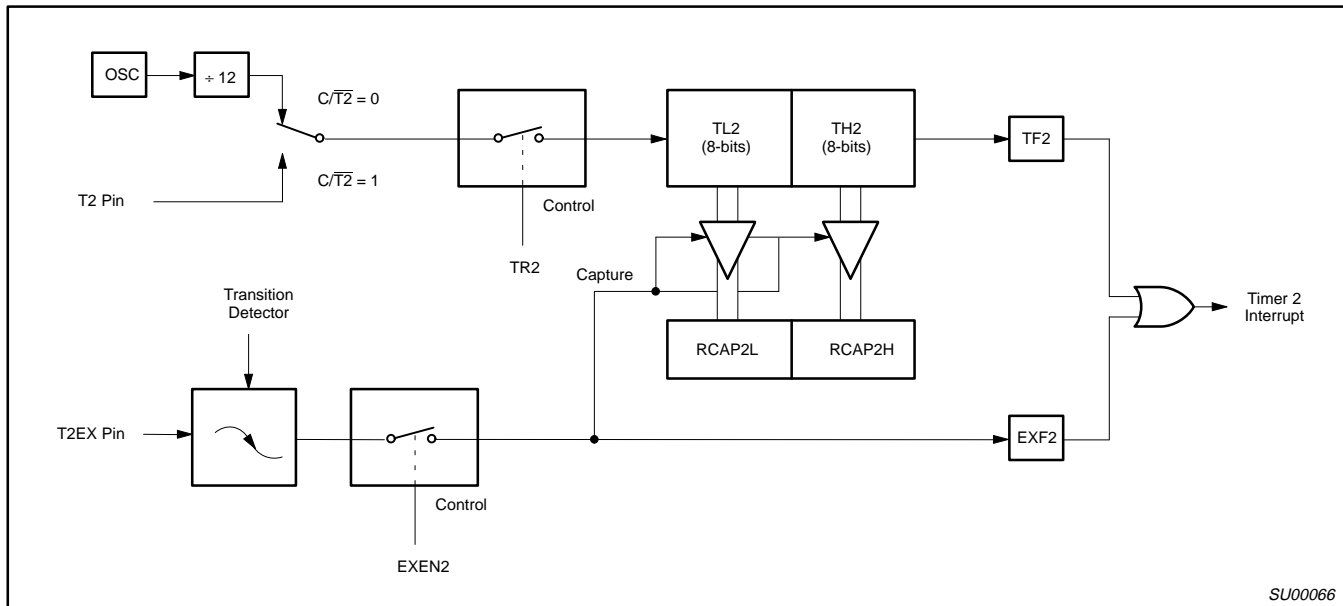 OSC
÷ 12
C/T2̅ = 0
C/T2̅ = 1
T2 Pin
Control
TR2
TL2
(8-bits)
TH2
(8-bits)
TF2
Capture
RCAP2L
RCAP2H
Timer 2
Interrupt
Transition
Detector
T2EX Pin
Control
EXEN2
EXF2
SU00066